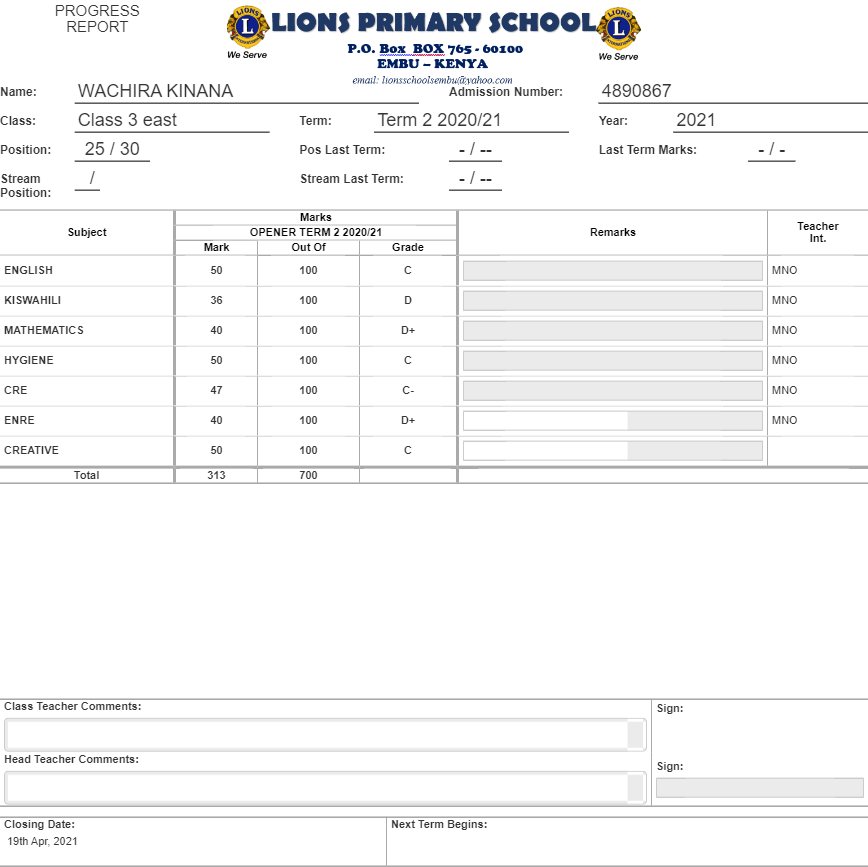 PROGRESS
REPORT
LIONS PRIMARY SCHOOL
P.O. Box BOX 765 - 60100
EMBU – KENYA
email: lionsschoolsembu@yahoo.com
LIONS
L
INTERNATIONAL
We Serve
LIONS
L
INTERNATIONAL
We Serve
Name: WACHIRA KINANA Admission Number: 4890867
Class: Class 3 east Term: Term 2 2020/21 Year: 2021
Position: 25 / 30 Pos Last Term: - / -- Last Term Marks: - / -
Stream Position: / Stream Last Term: - / --
Subject Marks Remarks Teacher Int.
OPENER TERM 2 2020/21
Mark Out Of Grade
ENGLISH 50 100 C MNO
KISWAHILI 36 100 D MNO
MATHEMATICS 40 100 D+ MNO
HYGIENE 50 100 C MNO
CRE 47 100 C- MNO
ENRE 40 100 D+ MNO
CREATIVE 50 100 C
Total 313 700
Class Teacher Comments: Sign:
Head Teacher Comments: Sign:
Closing Date: Next Term Begins:
19th Apr, 2021